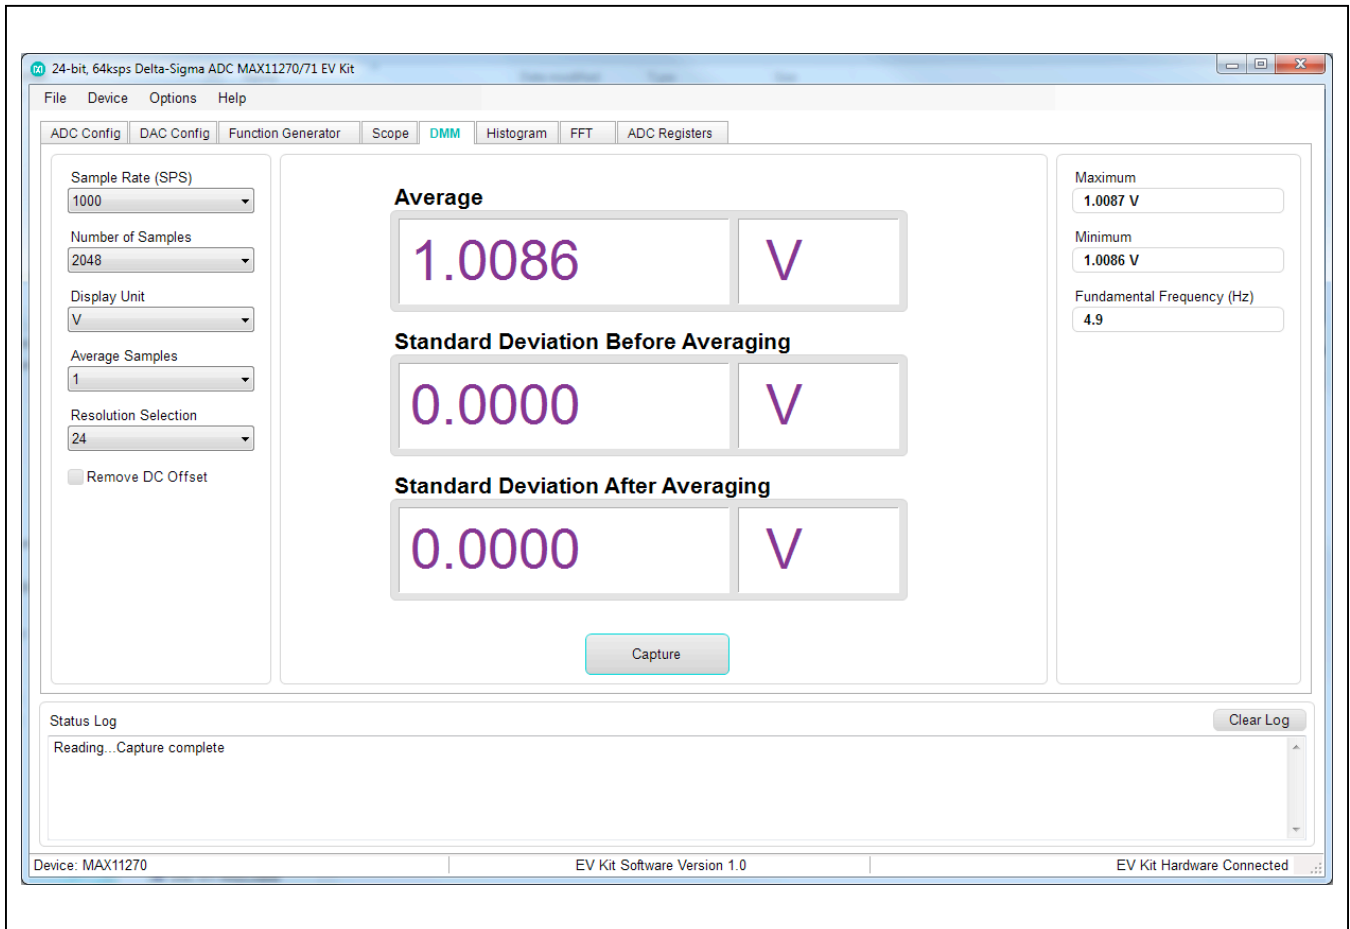 24-bit, 64ksps Delta-Sigma ADC MAX11270/71 EV Kit
File Device Options Help
ADC Config DAC Config Function Generator Scope DMM Histogram FFT ADC Registers
Sample Rate (SPS)
1000
Number of Samples
2048
Display Unit
V
Average Samples
1
Resolution Selection
24
Remove DC Offset
Average
1.0086 V
Standard Deviation Before Averaging
0.0000 V
Standard Deviation After Averaging
0.0000 V
Capture
Maximum
1.0087 V
Minimum
1.0086 V
Fundamental Frequency (Hz)
4.9
Status Log
Clear Log
Reading...Capture complete
Device: MAX11270
EV Kit Software Version 1.0
EV Kit Hardware Connected